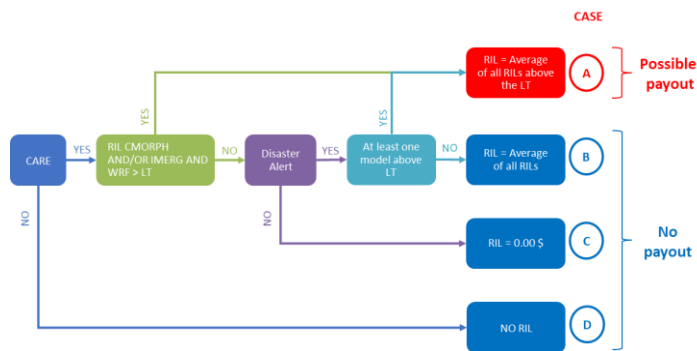 CASE
RIL = Average
of all RILs above
the LT
A
Possible
payout
YES
YES
CARE
YES
RIL CMORPH
AND/OR IMERG AND
WRF > LT
NO
Disaster
Alert
YES
At least one
model above
LT
NO
RIL = Average
of all RILs
B
NO
NO
RIL = 0.00 $
C
No
payout
NO RIL
D